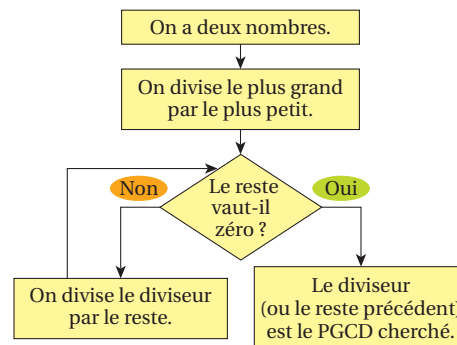 On a deux nombres.
On divise le plus grand
par le plus petit.
Le reste
vaut-il
zéro ?
Non
Oui
On divise le diviseur
par le reste.
Le diviseur
(ou le reste précédent)
est le PGCD cherché.